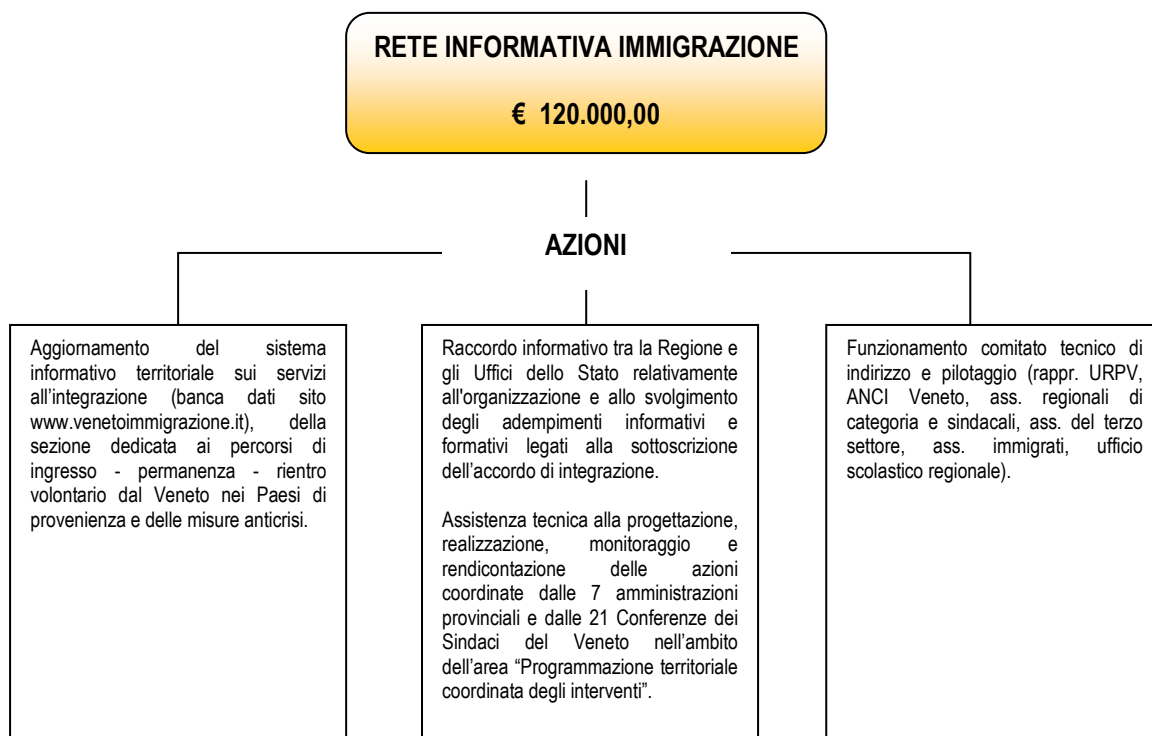 RETE INFORMATIVA IMMIGRAZIONE
€ 120.000,00
AZIONI
Aggiornamento del sistema
informativo territoriale sui servizi
all’integrazione (banca dati sito
www.venetoimmigrazione.it), della
sezione dedicata ai percorsi di
ingresso - permanenza - rientro
volontario dal Veneto nei Paesi di
provenienza e delle misure anticrisi.
Raccordo informativo tra la Regione e
gli Uffici dello Stato relativamente
all'organizzazione e allo svolgimento
degli adempimenti informativi e
formativi legati alla sottoscrizione
dell’accordo di integrazione.
Assistenza tecnica alla progettazione,
realizzazione, monitoraggio e
rendicontazione delle azioni
coordinate dalle 7 amministrazioni
provinciali e dalle 21 Conferenze dei
Sindaci del Veneto nell’ambito
dell’area “Programmazione territoriale
coordinata degli interventi”.
Funzionamento comitato tecnico di
indirizzo e pilotaggio (rappr. URPV,
ANCI Veneto, ass. regionali di
categoria e sindacali, ass. del terzo
settore, ass. immigrati, ufficio
scolastico regionale).